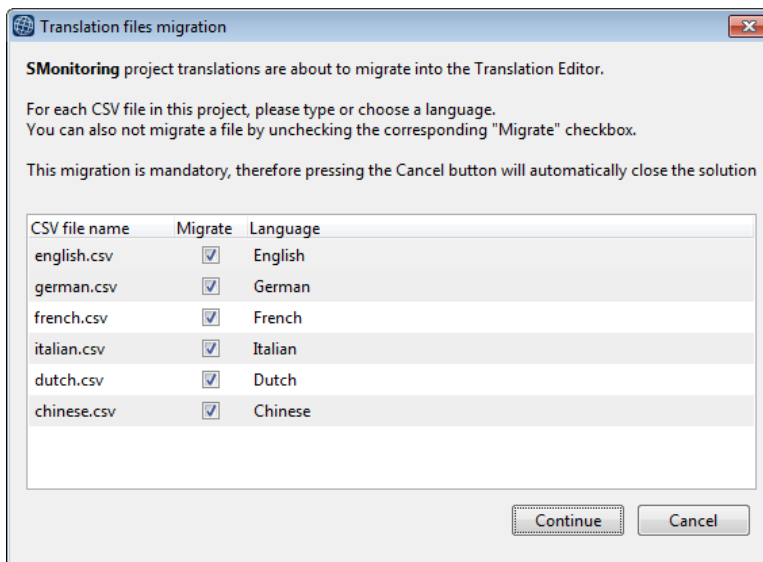 Translation files migration
SMonitoring project translations are about to migrate into the Translation Editor.
For each CSV file in this project, please type or choose a language.
You can also not migrate a file by unchecking the corresponding "Migrate" checkbox.
This migration is mandatory, therefore pressing the Cancel button will automatically close the solution
CSV file name Migrate Language
english.csv English
german.csv German
french.csv French
italian.csv Italian
dutch.csv Dutch
chinese.csv Chinese
Continue Cancel